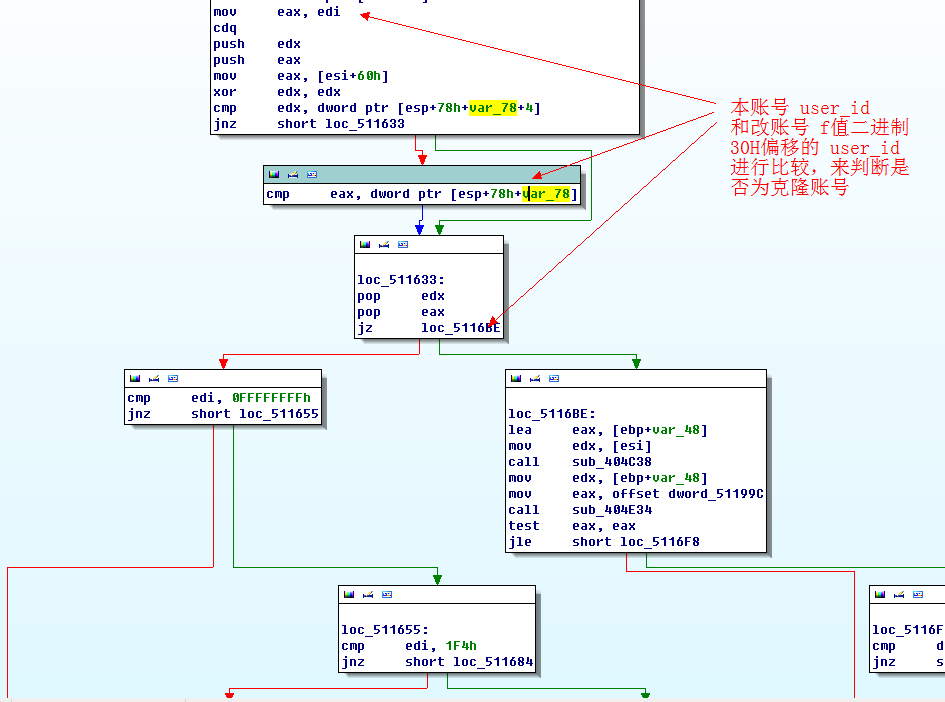 mov eax, edi
cdq
push edx
push eax
mov eax, [esi+60h]
xor edx, edx
cmp edx, dword ptr [esp+78h+var_78+4]
jnz short loc_511633
本账号 user_id
和改账号 f值二进制
30H偏移的 user_id
进行比较，来判断是
否为克隆账号
cmp eax, dword ptr [esp+78h+var_78]
loc_511633:
pop edx
pop eax
jz loc_5116BE
cmp edi, 0FFFFFFFFh
jnz short loc_511655
loc_5116BE:
lea eax, [ebp+var_48]
mov edx, [esi]
call sub_404C38
mov edx, [ebp+var_48]
mov eax, offset dword_51199C
call sub_404E34
test eax, eax
jle short loc_5116F8
loc_511655:
cmp edi, 1F4h
jnz short loc_511684
loc_5116F
cmp d
jnz s